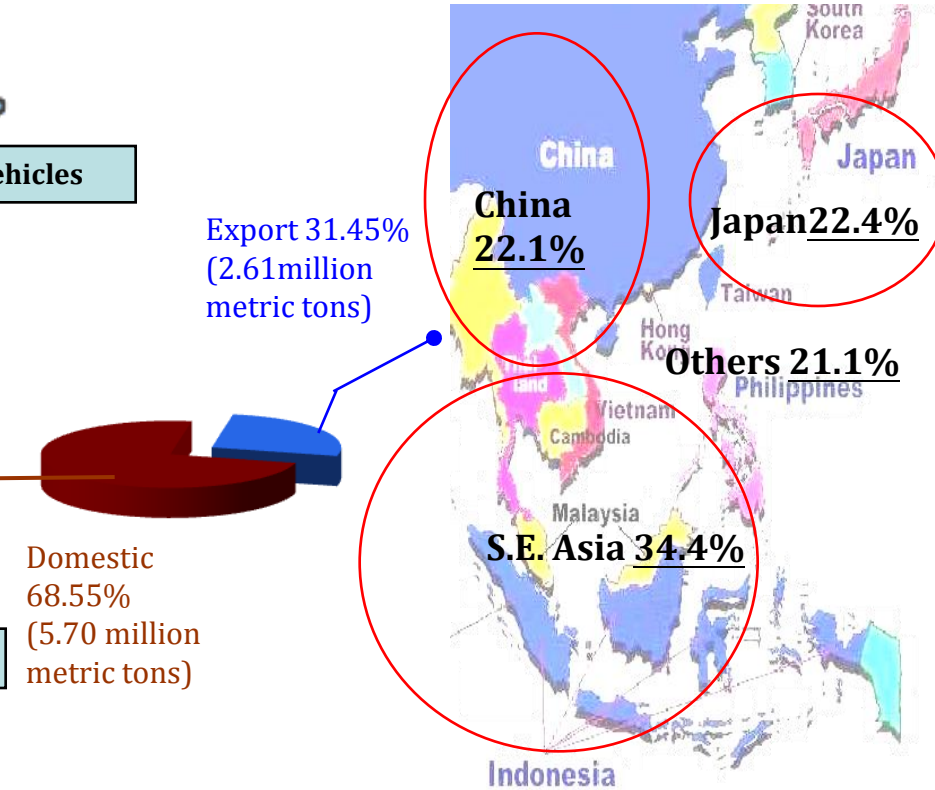 South
Korea
ehicles
China
Japan
China
22.1%
Export 31.45%
(2.61million
metric tons)
Japan22.4%
Taiwan
Hong
Kong
Others 21.1%
land
Philippines
Vietnam
Cambodia
Malaysia
S.E. Asia 34.4%
Domestic
68.55%
(5.70 million
metric tons)
Indonesia